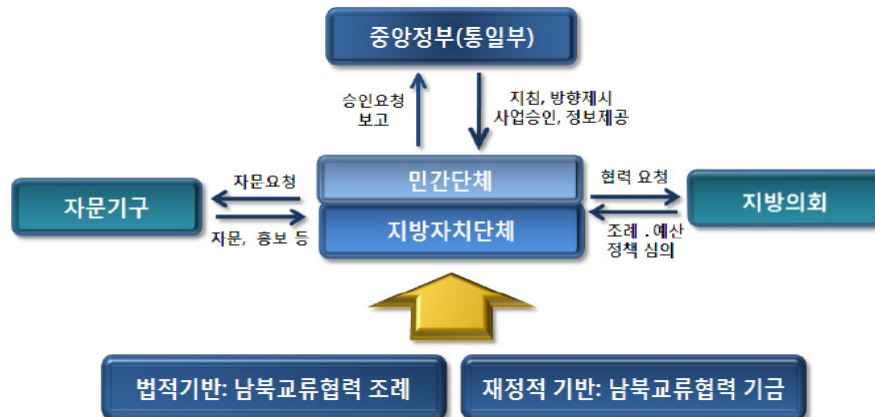 중앙정부(통일부)
승인요청
보고
지침, 방향제시
사업승인, 정보제공
자문기구
자문요청
자문, 홍보 등
민간단체
지방자치단체
협력 요청
조례 . 예산
정책 심의
지방의회
법적기반: 남북교류협력 조례
재정적 기반: 남북교류협력 기금